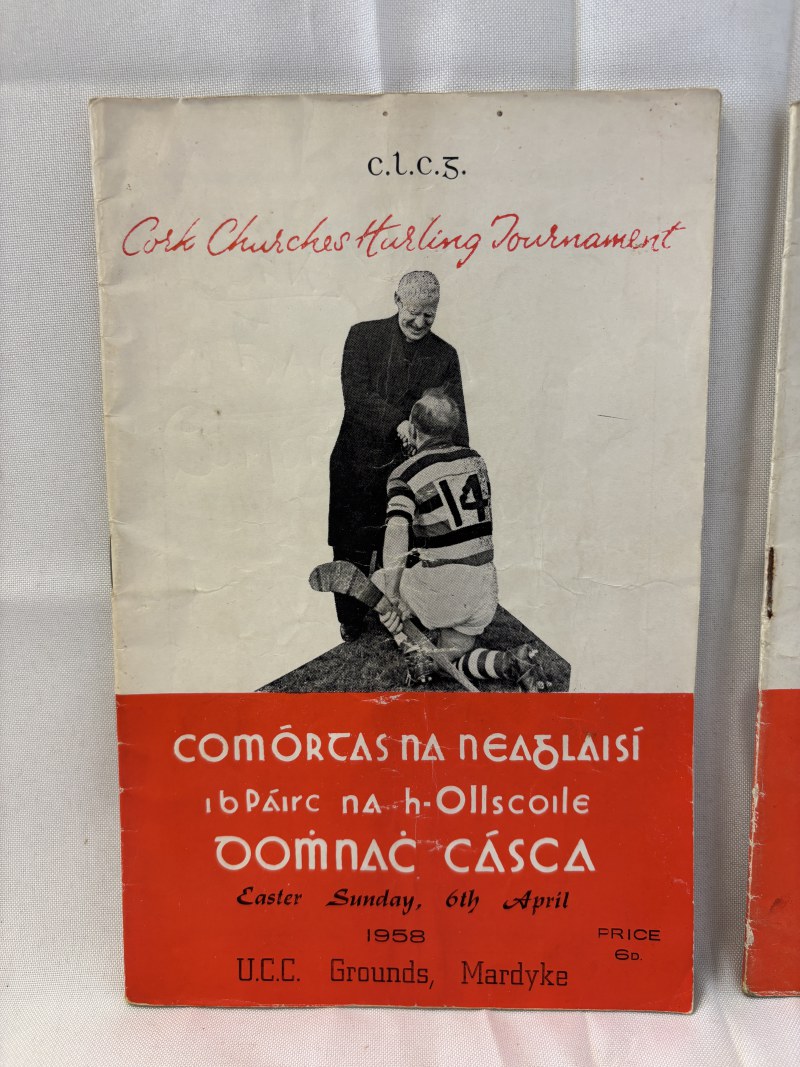 C.L.C.G.
Cork Churches Hurling Tournament
14
COMÓRTAS NA NEAGLAISÍ
i bPáirc na h-Ollscoile
DOṀNAĊ CÁSCA
Easter Sunday, 6th April
1958
PRICE
6D.
U.C.C. Grounds, Mardyke